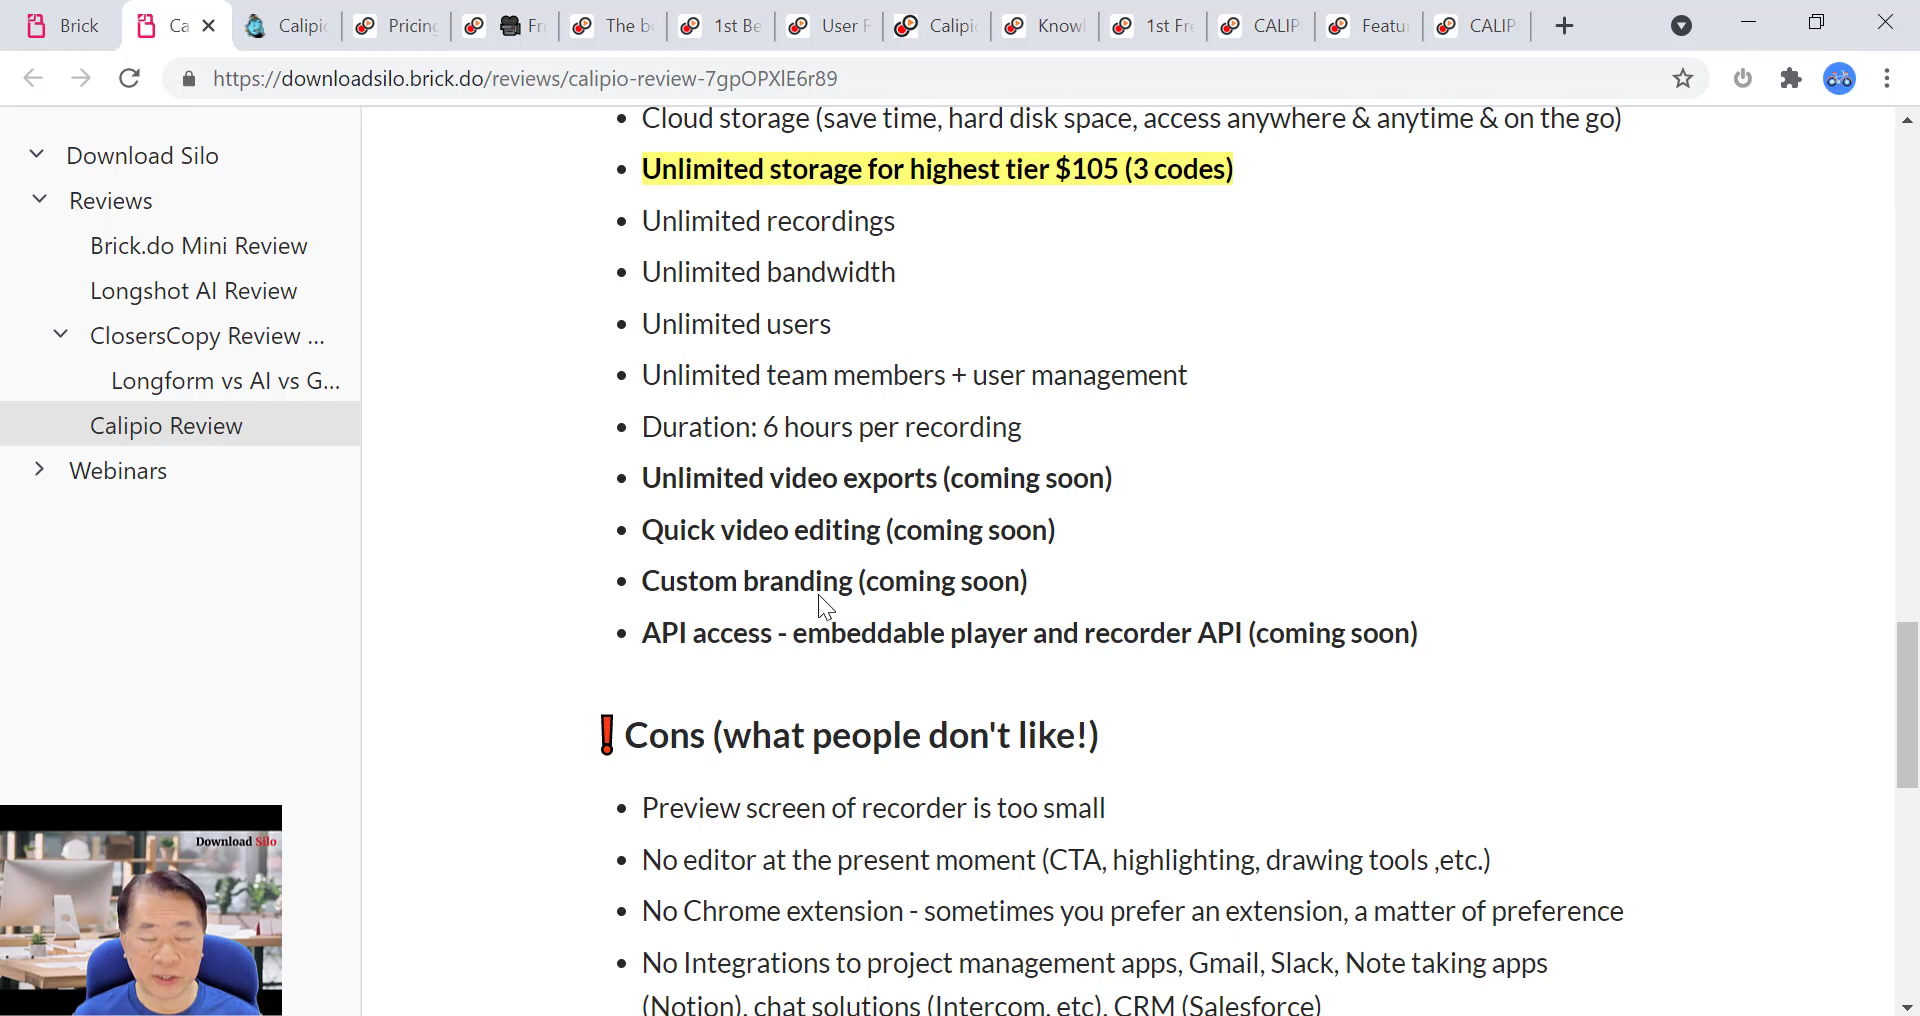 Brick
Ca
Calipio
Pricing
Fr
The b
1st Be
User F
Calipio
Knowl
1st Fre
CALIP
Featu
CALIP
https://downloadsilo.brick.do/reviews/calipio-review-7gpOPXlE6r89
Download Silo
Reviews
Brick.do Mini Review
Longshot AI Review
ClosersCopy Review ...
Longform vs AI vs G...
Calipio Review
Webinars
• Cloud storage (save time, hard disk space, access anywhere & anytime & on the go)
• Unlimited storage for highest tier $105 (3 codes)
• Unlimited recordings
• Unlimited bandwidth
• Unlimited users
• Unlimited team members + user management
• Duration: 6 hours per recording
• Unlimited video exports (coming soon)
• Quick video editing (coming soon)
• Custom branding (coming soon)
• API access - embeddable player and recorder API (coming soon)
❗Cons (what people don't like!)
• Preview screen of recorder is too small
• No editor at the present moment (CTA, highlighting, drawing tools ,etc.)
• No Chrome extension - sometimes you prefer an extension, a matter of preference
• No Integrations to project management apps, Gmail, Slack, Note taking apps
(Notion), chat solutions (Intercom, etc), CRM (Salesforce)
Download Silo